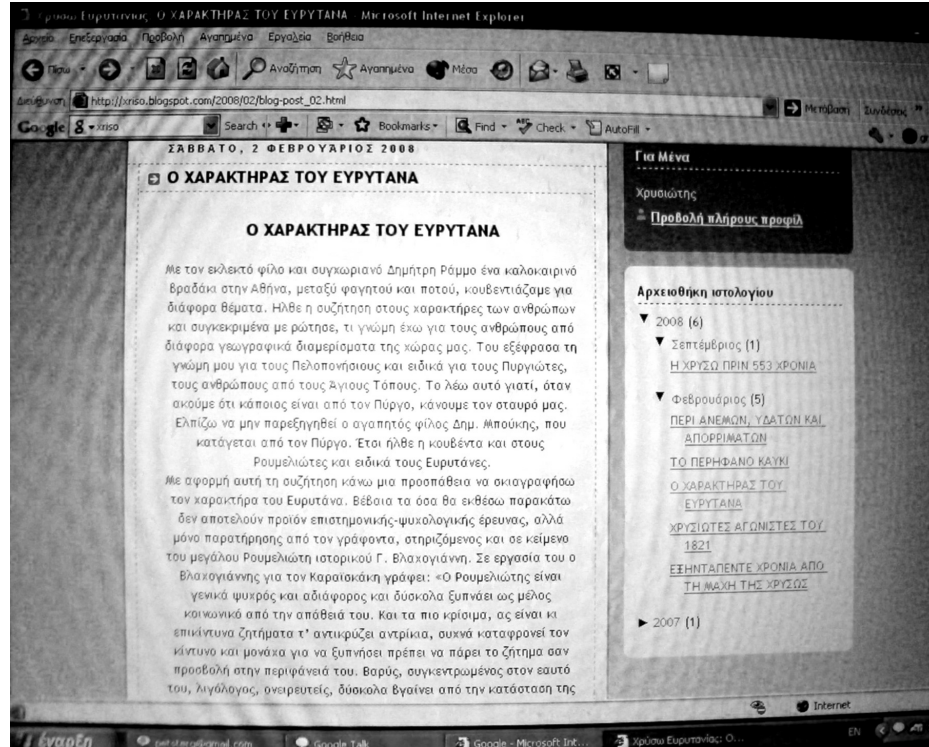 Χρύσω Ευρυτανίας: Ο ΧΑΡΑΚΤΗΡΑΣ ΤΟΥ ΕΥΡΥΤΑΝΑ - Microsoft Internet Explorer
Αρχείο Επεξεργασία Προβολή Αγαπημένα Εργαλεία Βοήθεια
Πίσω Αναζήτηση Αγαπημένα Μέσα
Διεύθυνση http://xriso.blogspot.com/2008/02/blog-post_02.html Μετάβαση Συνδέσεις »
Google xriso Search Bookmarks Find Check AutoFill
ΣΑΒΒΑΤΟ, 2 ΦΕΒΡΟΥΑΡΙΟΣ 2008
Ο ΧΑΡΑΚΤΗΡΑΣ ΤΟΥ ΕΥΡΥΤΑΝΑ
Ο ΧΑΡΑΚΤΗΡΑΣ ΤΟΥ ΕΥΡΥΤΑΝΑ
Με τον εκλεκτό φίλο και συγχωριανό Δημήτρη Ράμμο ένα καλοκαιρινό
βραδάκι στην Αθήνα, μεταξύ φαγητού και ποτού, κουβεντιάζαμε για
διάφορα θέματα. Ηλθε η συζήτηση στους χαρακτήρες των ανθρώπων
και συγκεκριμένα με ρώτησε, τι γνώμη έχω για τους ανθρώπους από
διάφορα γεωγραφικά διαμερίσματα της χώρας μας. Του εξέφρασα τη
γνώμη μου για τους Πελοπονήσιους και ειδικά για τους Πυργιώτες,
τους ανθρώπους από τους Άγιους Τόπους. Το λέω αυτό γιατί, όταν
ακούμε ότι κάποιος είναι από τον Πύργο, κάνουμε τον σταυρό μας.
Ελπίζω να μην παρεξηγηθεί ο αγαπητός φίλος Δημ. Μπούκης, που
κατάγεται από τον Πύργο. Έτσι ήλθε η κουβέντα και στους
Ρουμελιώτες και ειδικά τους Ευρυτάνες.
Με αφορμή αυτή τη συζήτηση κάνω μια προσπάθεια να σκιαγραφήσω
τον χαρακτήρα του Ευρυτάνα. Βέβαια τα όσα θα εκθέσω παρακάτω
δεν αποτελούν προϊόν επιστημονικής-ψυχολογικής έρευνας, αλλά
μόνο παρατήρησης από τον γράφοντα, στηριζόμενος και σε κείμενο
του μεγάλου Ρουμελιώτη ιστορικού Γ. Βλαχογιάννη. Σε εργασία του ο
Βλαχογιάννης για τον Καραϊσκάκη γράφει: «Ο Ρουμελιώτης είναι
γενικά ψυχρός και αδιάφορος και δύσκολα ξυπνάει ως μέλος
κοινωνικό από την απάθειά του. Και τα πιο κρίσιμα, ας είναι κι
επικίντυνα ζητήματα τ' αντικρύζει αντρίκια, συχνά καταφρονεί τον
κίντυνο και μονάχα για να ξυπνήσει πρέπει να πάρει το ζήτημα σαν
προσβολή στην περιφάνειά του. Βαρύς, συγκεντρωμένος στον εαυτό
του, λιγόλογος, ονειρευτείς, δύσκολα βγαίνει από την κατάσταση της
Για Μένα
Χρυσιώτης
Προβολή πλήρους προφίλ
Αρχειοθήκη ιστολογίου
▼ 2008 (6)
▼ Σεπτέμβριος (1)
Η ΧΡΥΣΩ ΠΡΙΝ 553 ΧΡΟΝΙΑ
▼ Φεβρουάριος (5)
ΠΕΡΙ ΑΝΕΜΩΝ, ΥΔΑΤΩΝ ΚΑΙ
ΑΠΟΡΡΙΜΑΤΩΝ
ΤΟ ΠΕΡΗΦΑΝΟ ΚΑΥΚΙ
Ο ΧΑΡΑΚΤΗΡΑΣ ΤΟΥ
ΕΥΡΥΤΑΝΑ
ΧΡΥΣΙΩΤΕΣ ΑΓΩΝΙΣΤΕΣ ΤΟΥ
1821
ΕΞΗΝΤΑΠΕΝΤΕ ΧΡΟΝΙΑ ΑΠΟ
ΤΗ ΜΑΧΗ ΤΗΣ ΧΡΥΣΩΣ
► 2007 (1)
Internet
έναρξη Google Talk Google - Microsoft Int... Χρύσω Ευρυτανίας: Ο... EN